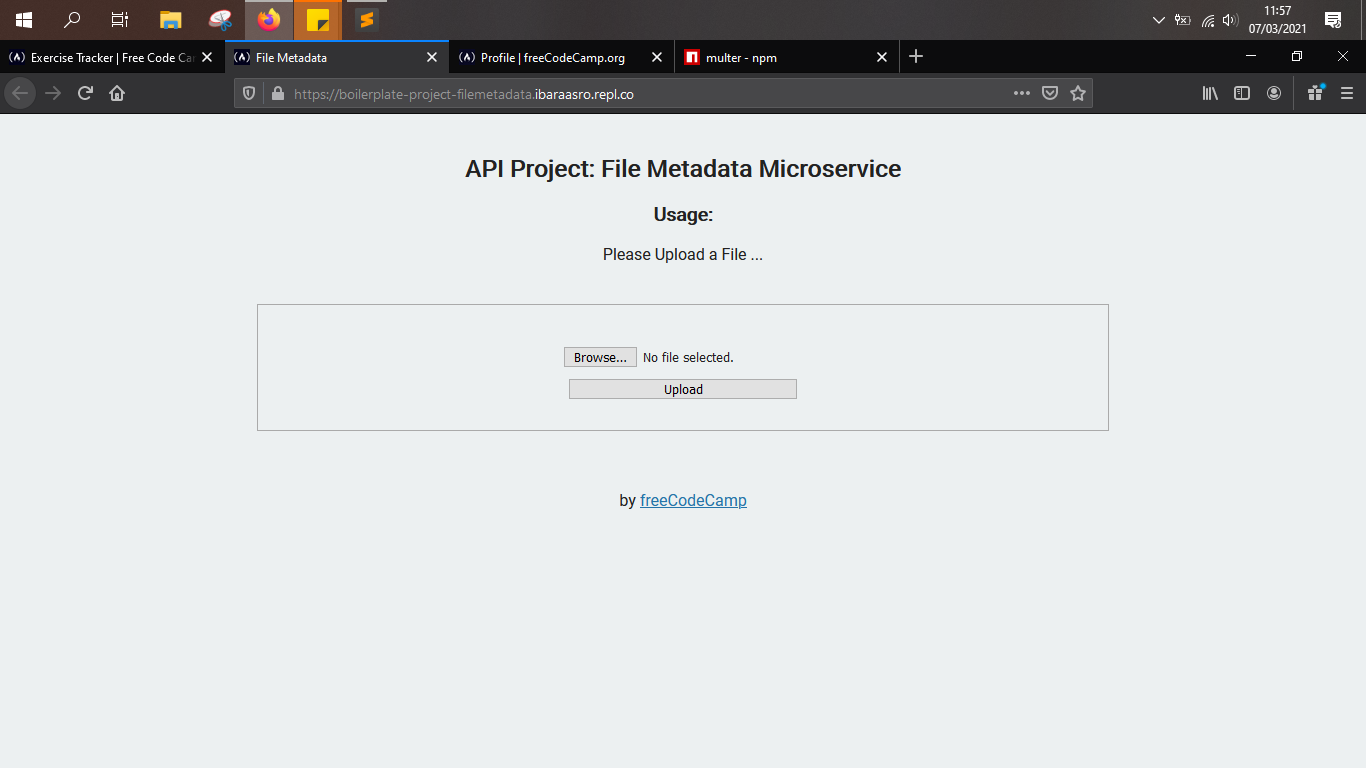 11:57
07/03/2021
Exercise Tracker | Free Code Ca
File Metadata
Profile | freeCodeCamp.org
multer - npm
https://boilerplate-project-filemetadata.ibaraasro.repl.co
API Project: File Metadata Microservice
Usage:
Please Upload a File ...
Browse... No file selected.
Upload
by freeCodeCamp